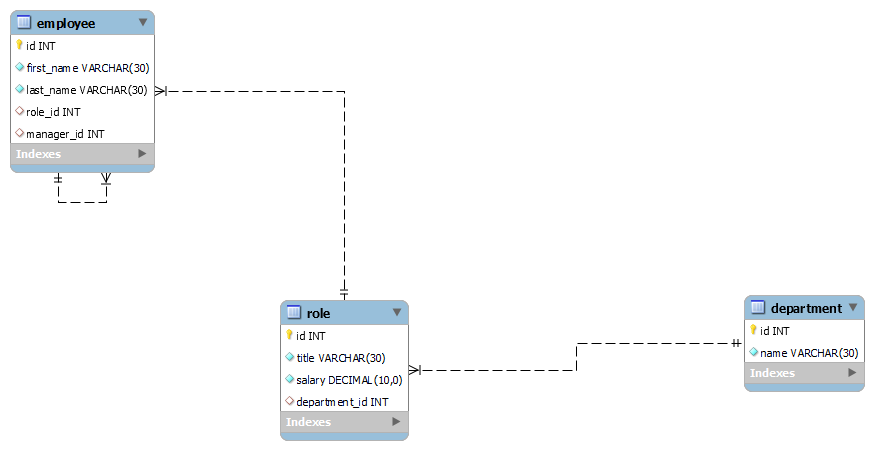 employee
id INT
first_name VARCHAR(30)
last_name VARCHAR(30)
role_id INT
manager_id INT
Indexes
role
id INT
title VARCHAR(30)
salary DECIMAL(10,0)
department_id INT
Indexes
department
id INT
name VARCHAR(30)
Indexes